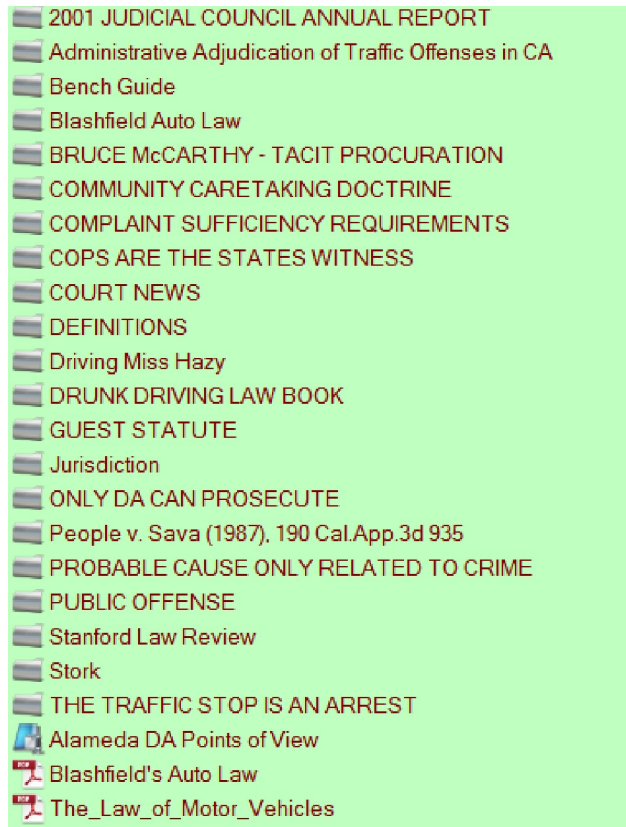 2001 JUDICIAL COUNCIL ANNUAL REPORT
Administrative Adjudication of Traffic Offenses in CA
Bench Guide
Blashfield Auto Law
BRUCE McCARTHY - TACIT PROCURATION
COMMUNITY CARETAKING DOCTRINE
COMPLAINT SUFFICIENCY REQUIREMENTS
COPS ARE THE STATES WITNESS
COURT NEWS
DEFINITIONS
Driving Miss Hazy
DRUNK DRIVING LAW BOOK
GUEST STATUTE
Jurisdiction
ONLY DA CAN PROSECUTE
People v. Sava (1987), 190 Cal.App.3d 935
PROBABLE CAUSE ONLY RELATED TO CRIME
PUBLIC OFFENSE
Stanford Law Review
Stork
THE TRAFFIC STOP IS AN ARREST
Alameda DA Points of View
PDF Blashfield's Auto Law
PDF The_Law_of_Motor_Vehicles